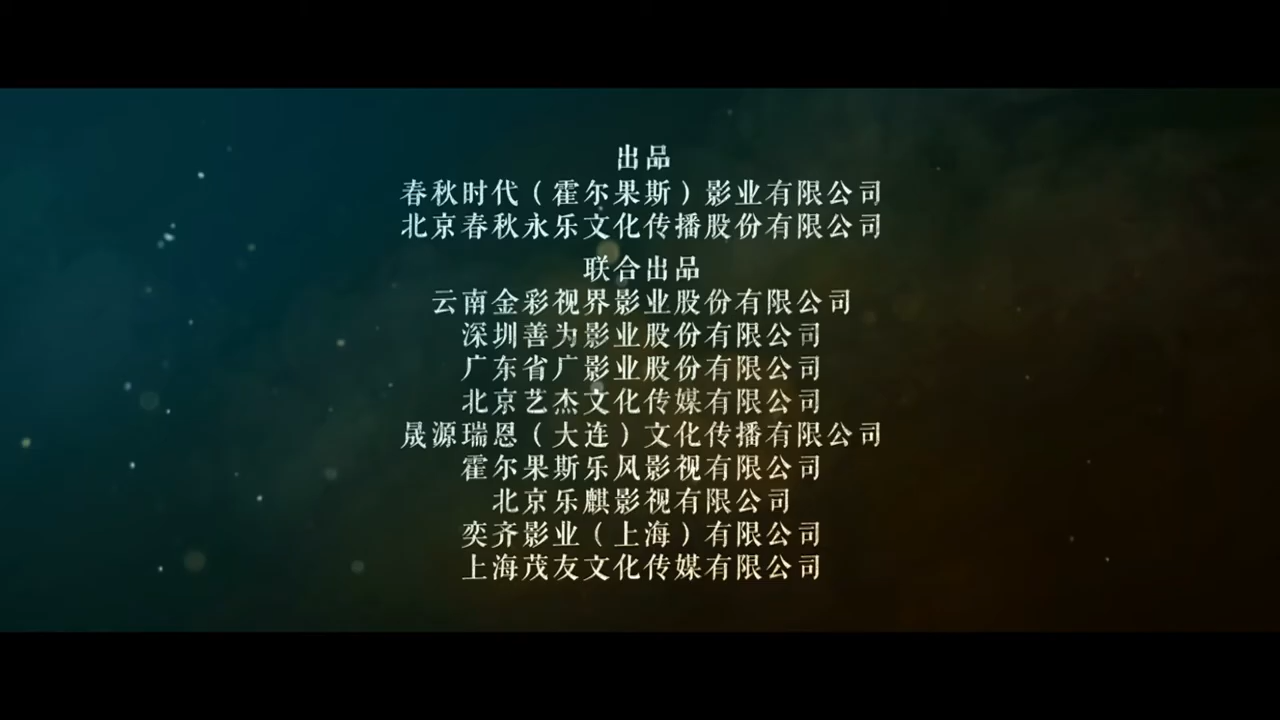 出品
春秋时代（霍尔果斯）影业有限公司
北京春秋永乐文化传播股份有限公司
联合出品
云南金彩视界影业股份有限公司
深圳善为影业股份有限公司
广东省广影业股份有限公司
北京艺杰文化传媒有限公司
晟源瑞恩（大连）文化传播有限公司
霍尔果斯乐风影视有限公司
北京乐麒影视有限公司
奕齐影业（上海）有限公司
上海茂友文化传媒有限公司